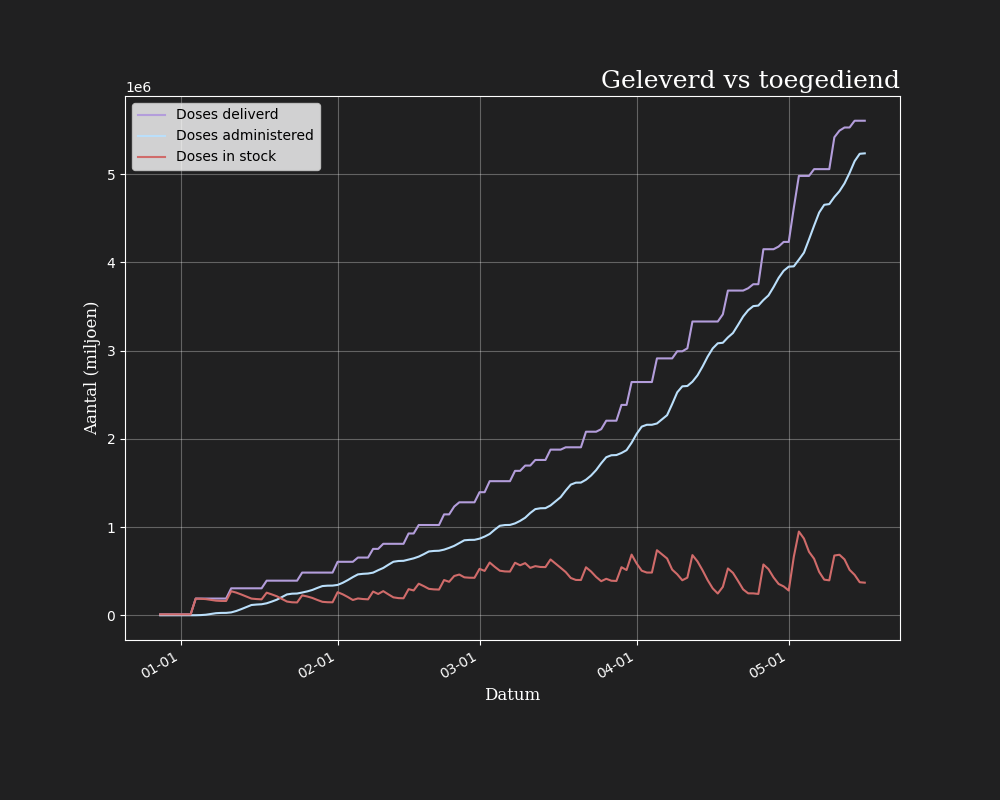 Geleverd vs toegediend
1e6
Doses deliverd
Doses administered
Doses in stock
5
4
3
2
1
0
Aantal (miljoen)
01-01
02-01
03-01
04-01
05-01
Datum